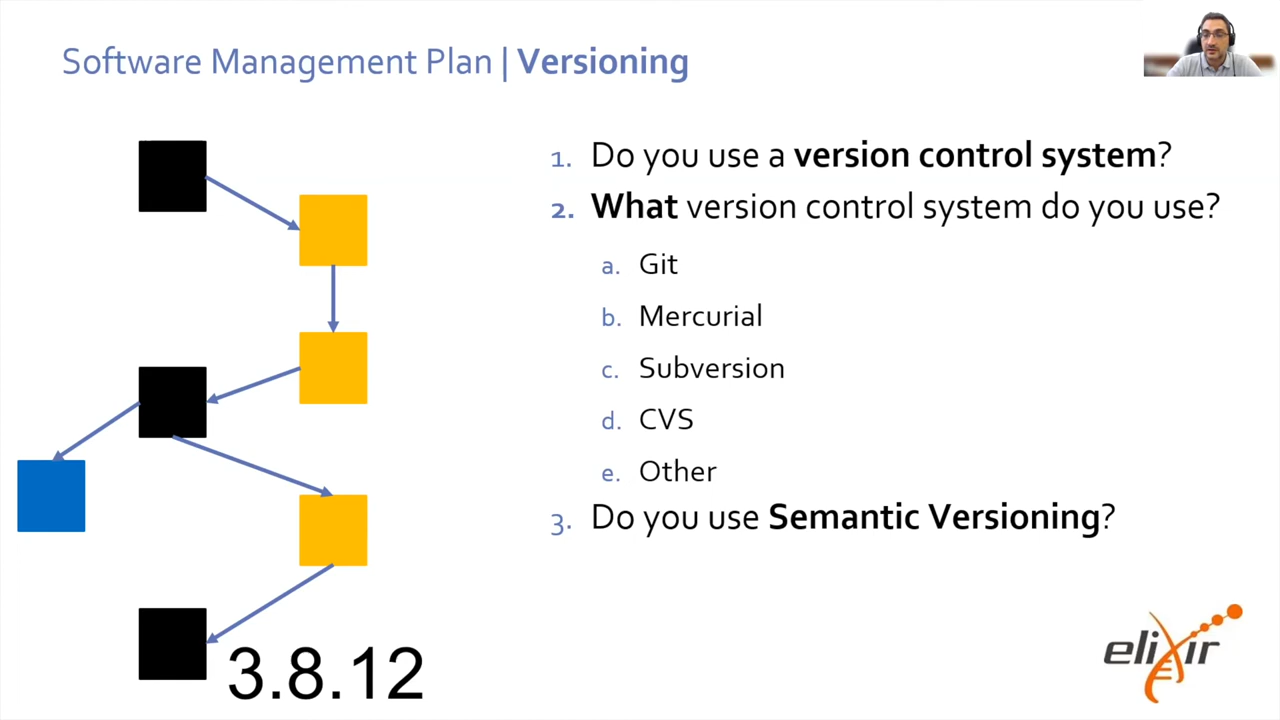 Software Management Plan | Versioning
1. Do you use a version control system?
2. What version control system do you use?
a. Git
b. Mercurial
c. Subversion
d. CVS
e. Other
3. Do you use Semantic Versioning?
3.8.12
elixir